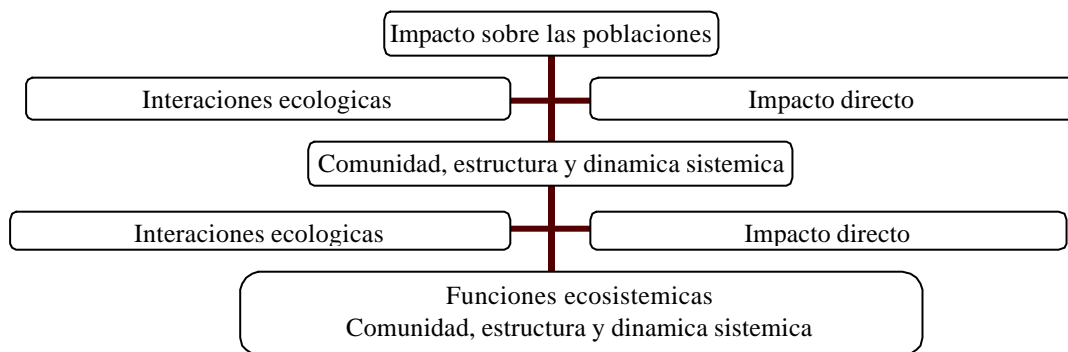 Impacto sobre las poblaciones
Interaciones ecologicas
Impacto directo
Comunidad, estructura y dinamica sistemica
Interaciones ecologicas
Impacto directo
Funciones ecosistemicas
Comunidad, estructura y dinamica sistemica